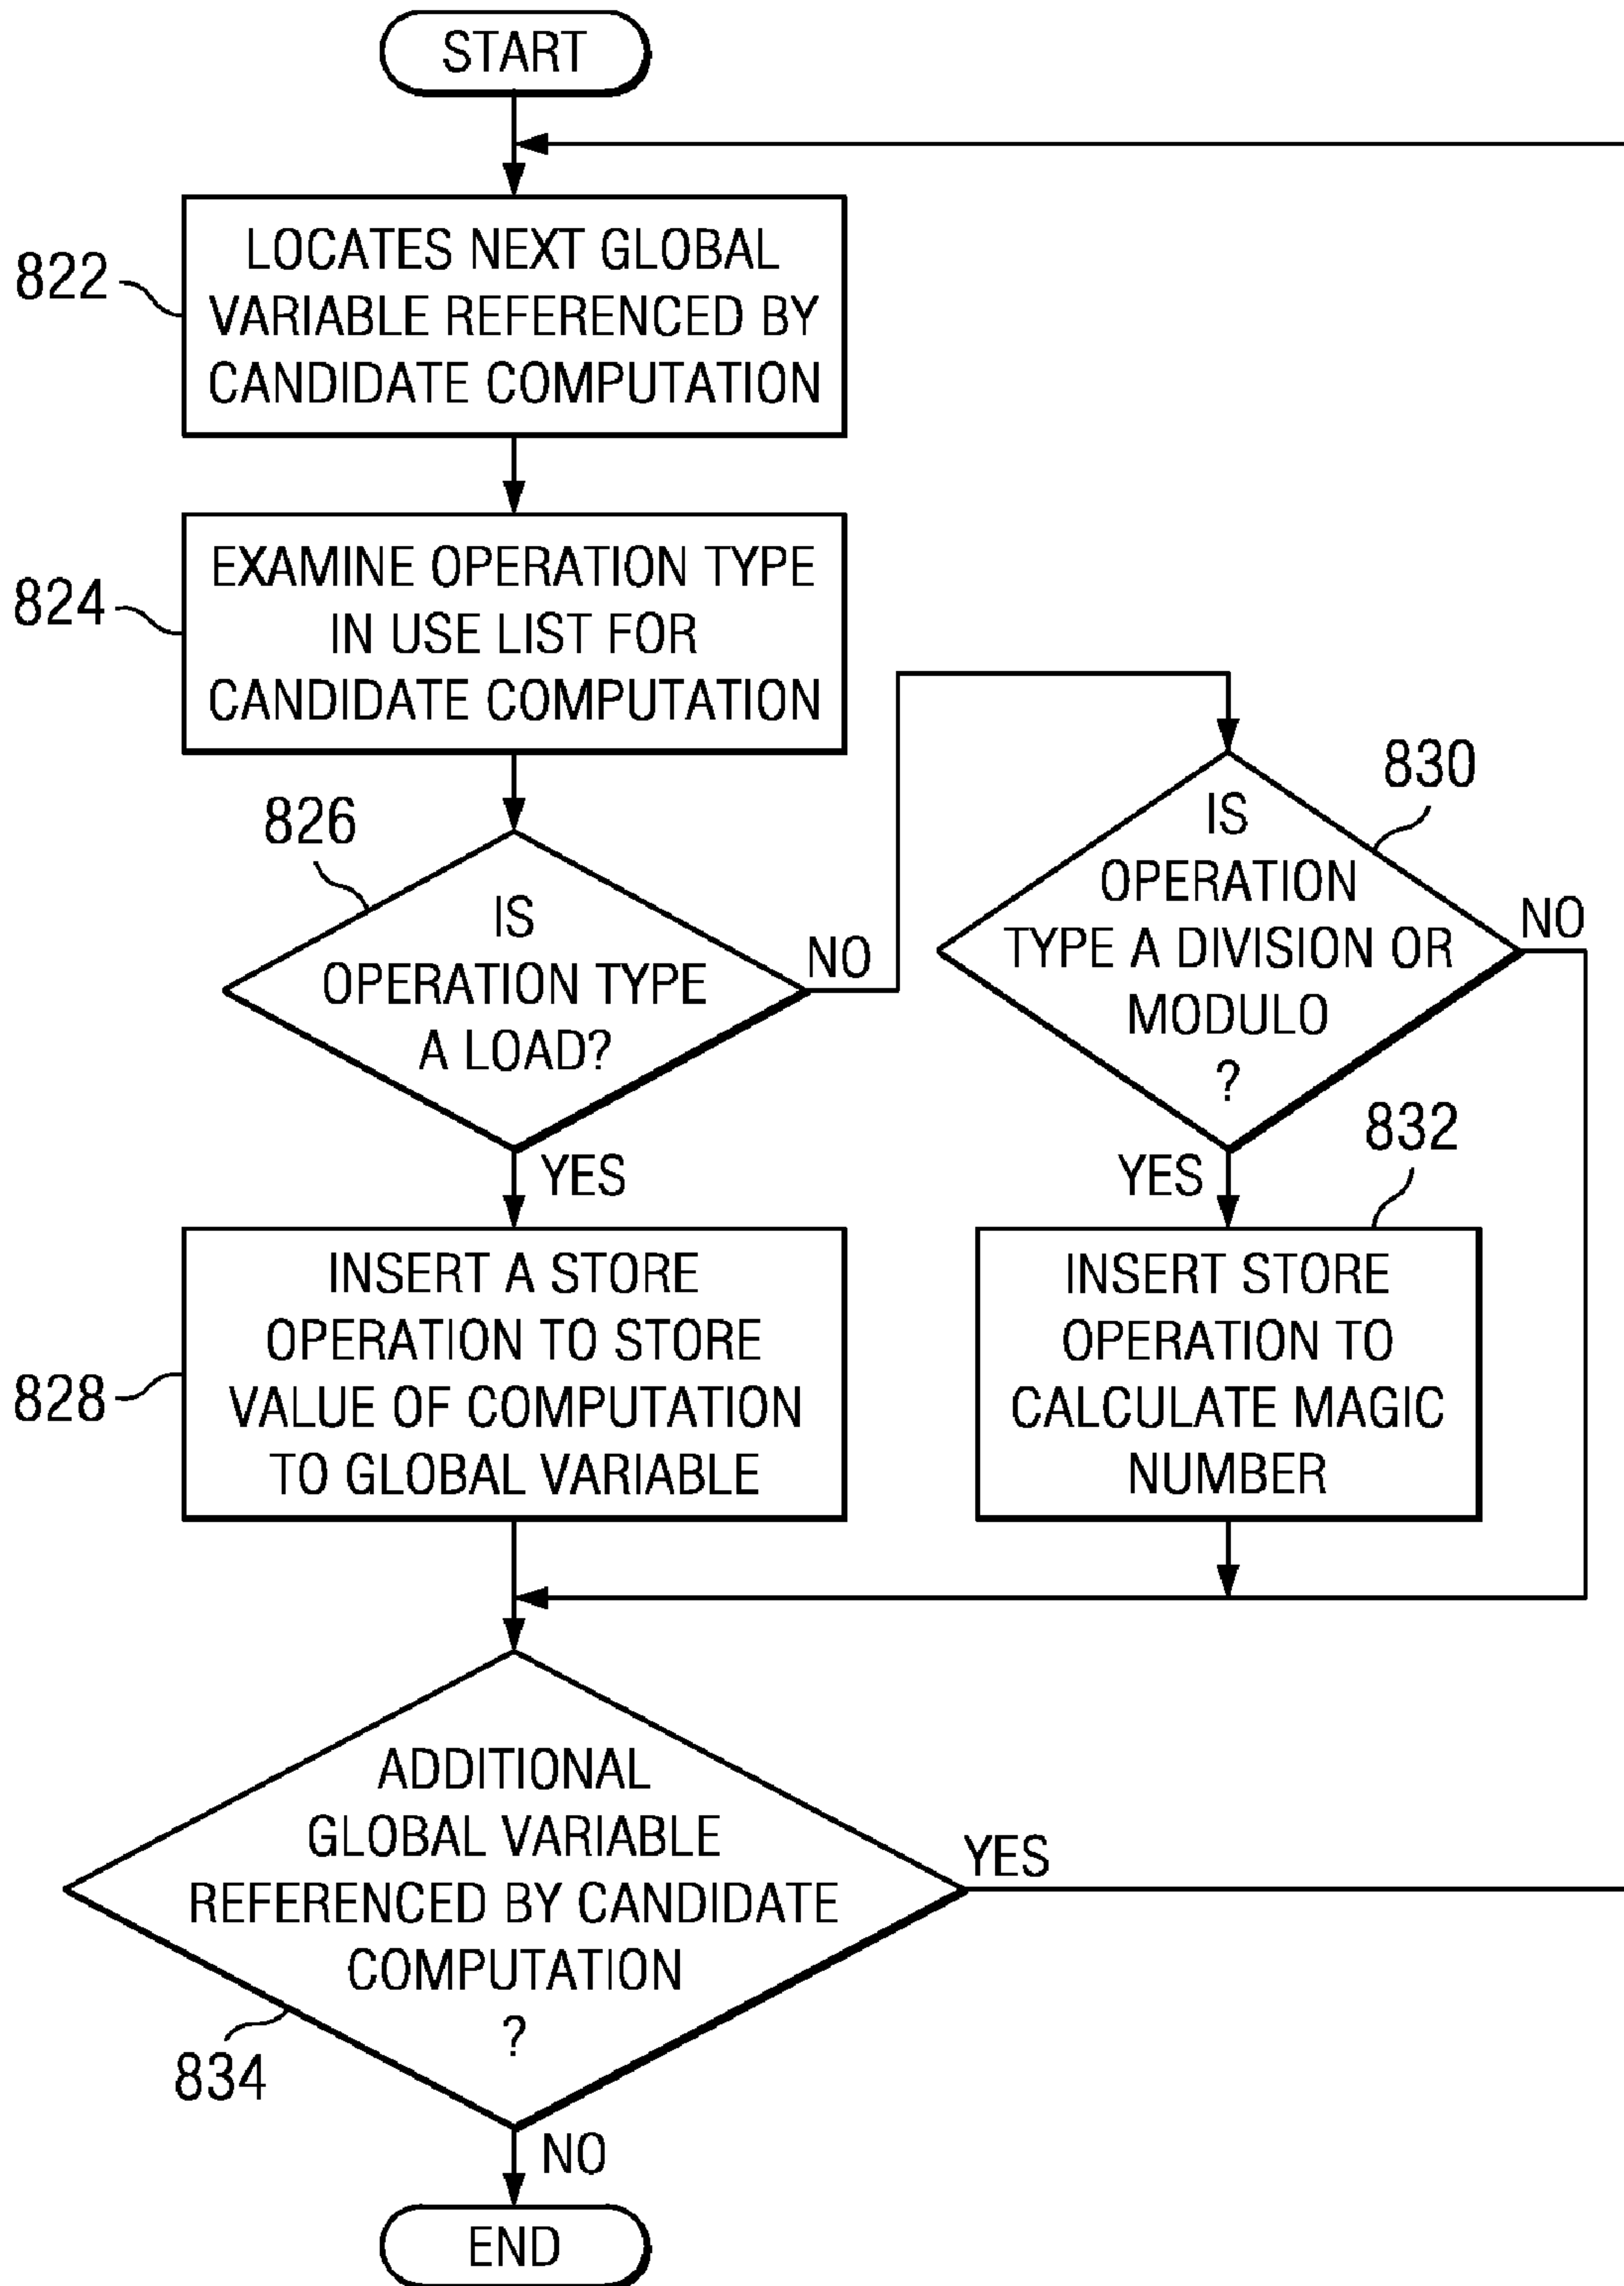 START
822
LOCATES NEXT GLOBAL
VARIABLE REFERENCED BY
CANDIDATE COMPUTATION
824
EXAMINE OPERATION TYPE
IN USE LIST FOR
CANDIDATE COMPUTATION
826
IS
OPERATION TYPE
A LOAD?
NO
YES
830
IS
OPERATION
TYPE A DIVISION OR
MODULO
?
NO
YES
828
INSERT A STORE
OPERATION TO STORE
VALUE OF COMPUTATION
TO GLOBAL VARIABLE
832
INSERT STORE
OPERATION TO
CALCULATE MAGIC
NUMBER
ADDITIONAL
GLOBAL VARIABLE
REFERENCED BY CANDIDATE
COMPUTATION
?
YES
834
NO
END